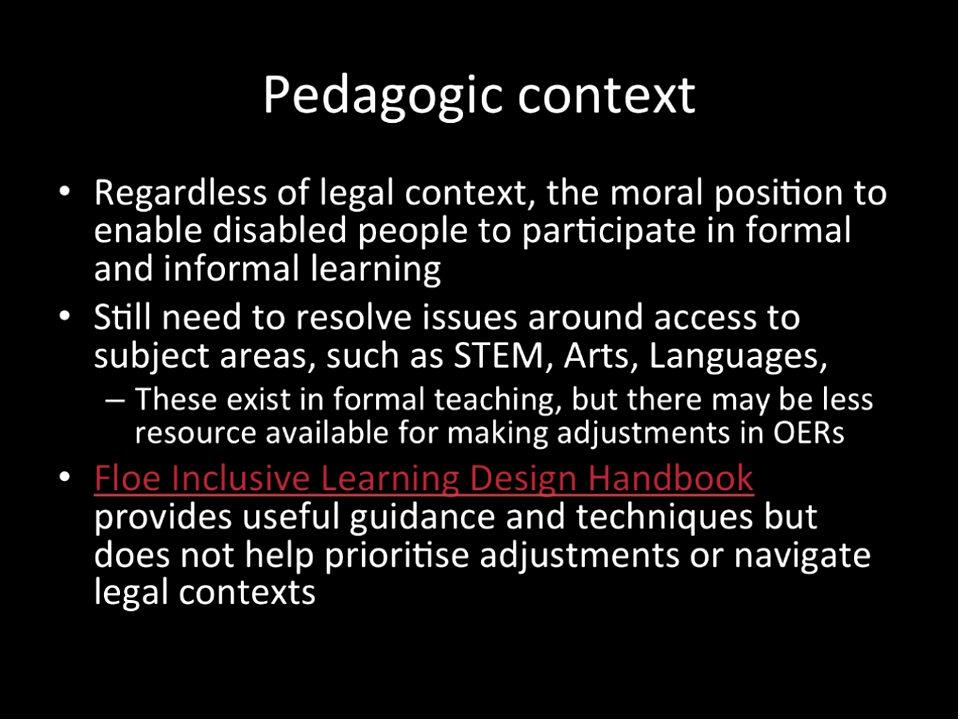 Pedagogic context
• Regardless of legal context, the moral position to
enable disabled people to participate in formal
and informal learning
• Still need to resolve issues around access to
subject areas, such as STEM, Arts, Languages,
– These exist in formal teaching, but there may be less
resource available for making adjustments in OERs
• Floe Inclusive Learning Design Handbook
provides useful guidance and techniques but
does not help prioritise adjustments or navigate
legal contexts